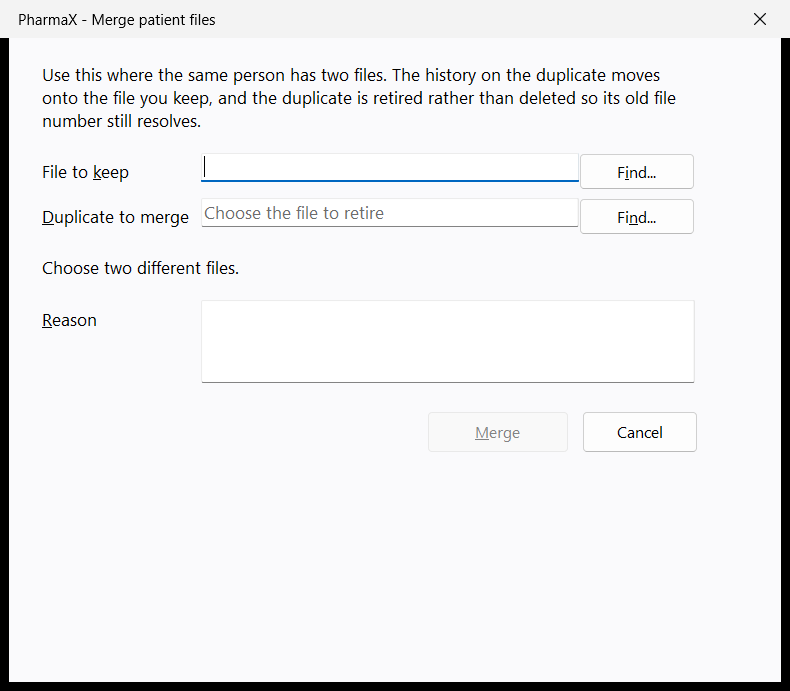 PharmaX - Merge patient files
Use this where the same person has two files. The history on the duplicate moves
onto the file you keep, and the duplicate is retired rather than deleted so its old file
number still resolves.
File to keep
Find...
Duplicate to merge
Choose the file to retire
Find...
Choose two different files.
Reason
Merge
Cancel